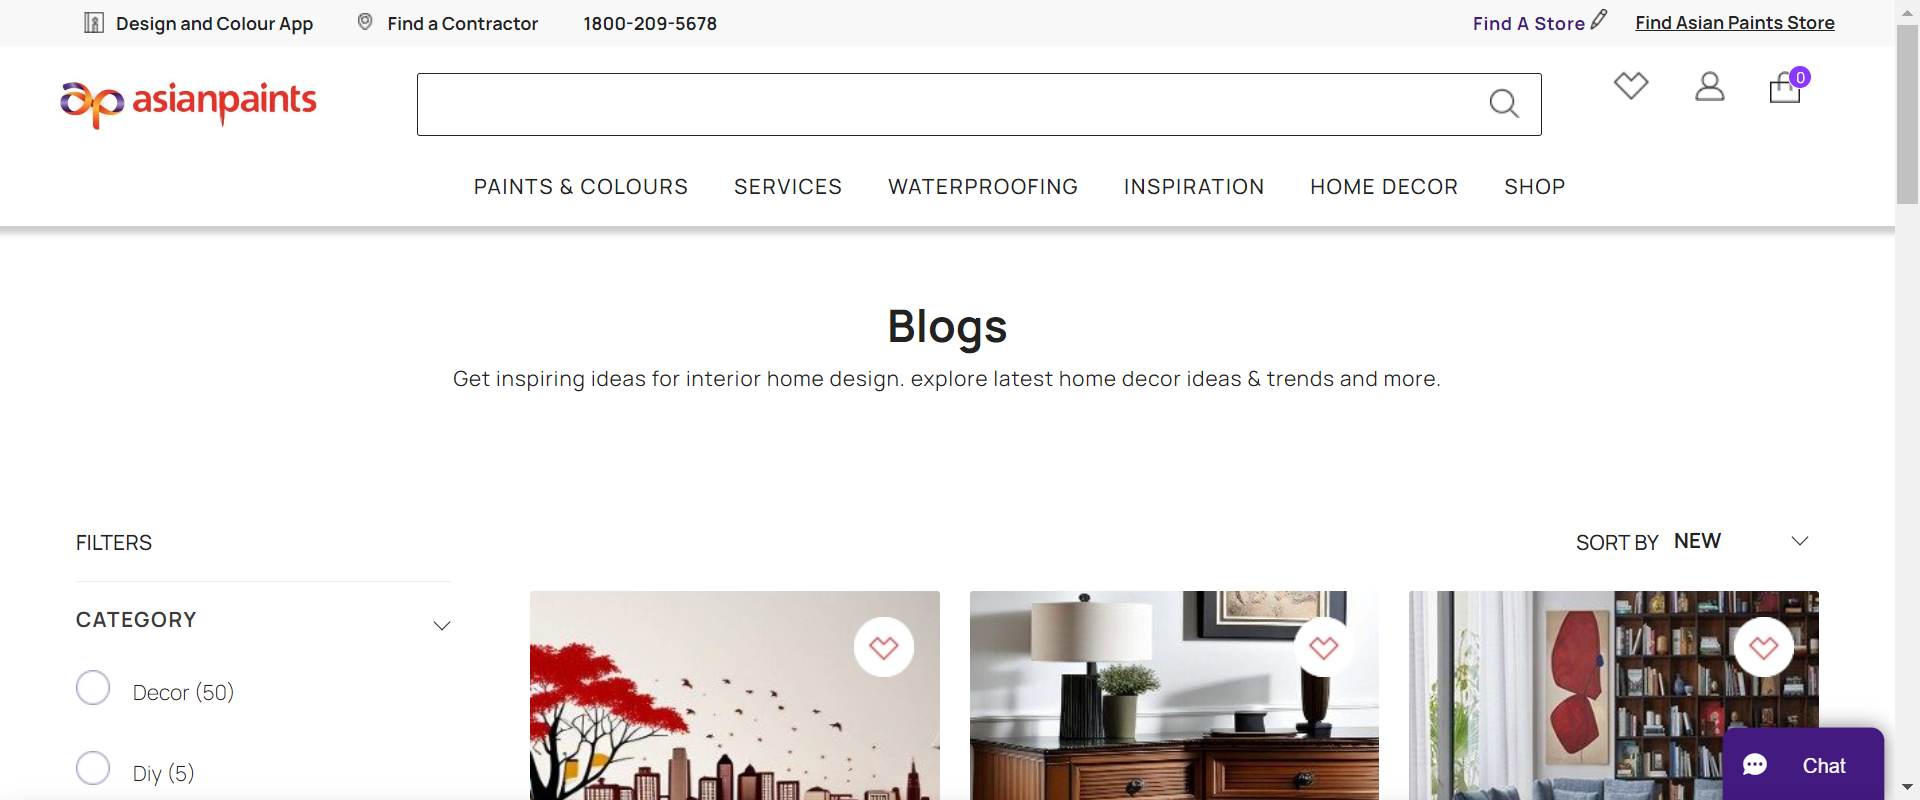 Design and Colour App
Find a Contractor
1800-209-5678
Find A Store
Find Asian Paints Store
asianpaints
0
PAINTS & COLOURS
SERVICES
WATERPROOFING
INSPIRATION
HOME DECOR
SHOP
Blogs
Get inspiring ideas for interior home design. explore latest home decor ideas & trends and more.
FILTERS
SORT BY NEW
CATEGORY
Decor (50)
Diy (5)
Chat